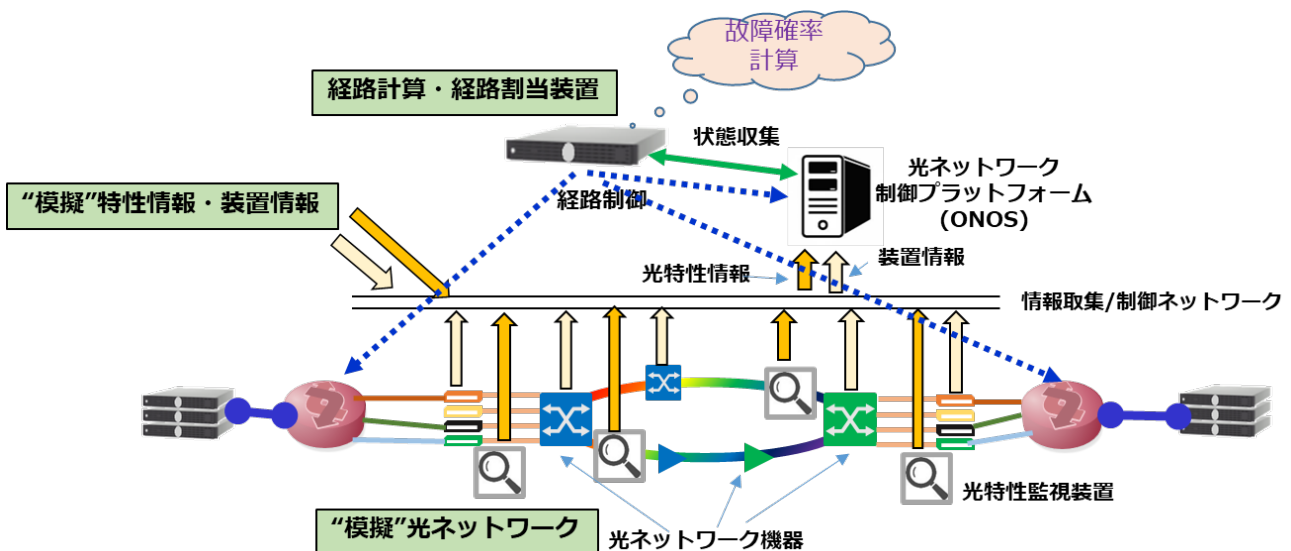 故障確率
計算
経路計算・経路割当装置
状態収集
光ネットワーク
制御プラットフォーム
(ONOS)
“模擬”特性情報・装置情報
経路制御
装置情報
光特性情報
情報取集/制御ネットワーク
光特性監視装置
“模擬”光ネットワーク
光ネットワーク機器